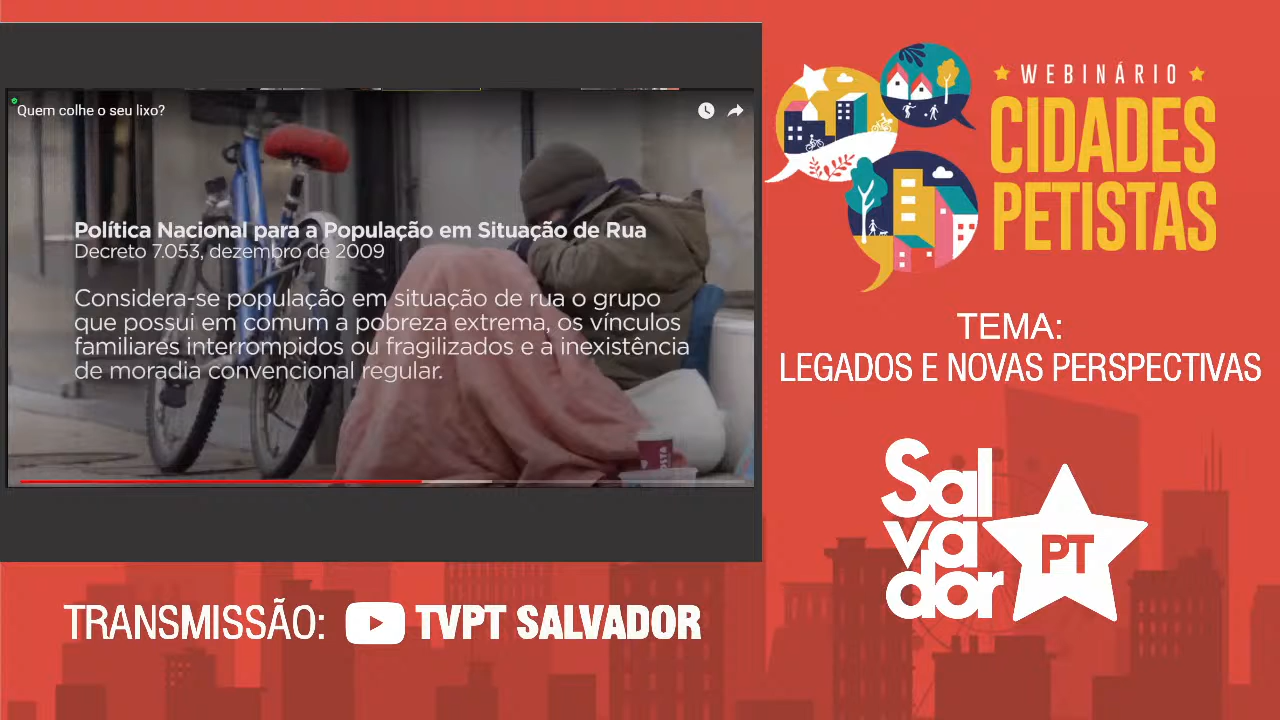 Quem colhe o seu lixo?
Política Nacional para a População em Situação de Rua
Decreto 7.053, dezembro de 2009
Considera-se população em situação de rua o grupo
que possui em comum a pobreza extrema, os vínculos
familiares interrompidos ou fragilizados e a inexistência
de moradia convencional regular.
WEBINÁRIO
CIDADES
PETISTAS
TEMA:
LEGADOS E NOVAS PERSPECTIVAS
Sal
va
dor
PT
TRANSMISSÃO: TVPT SALVADOR